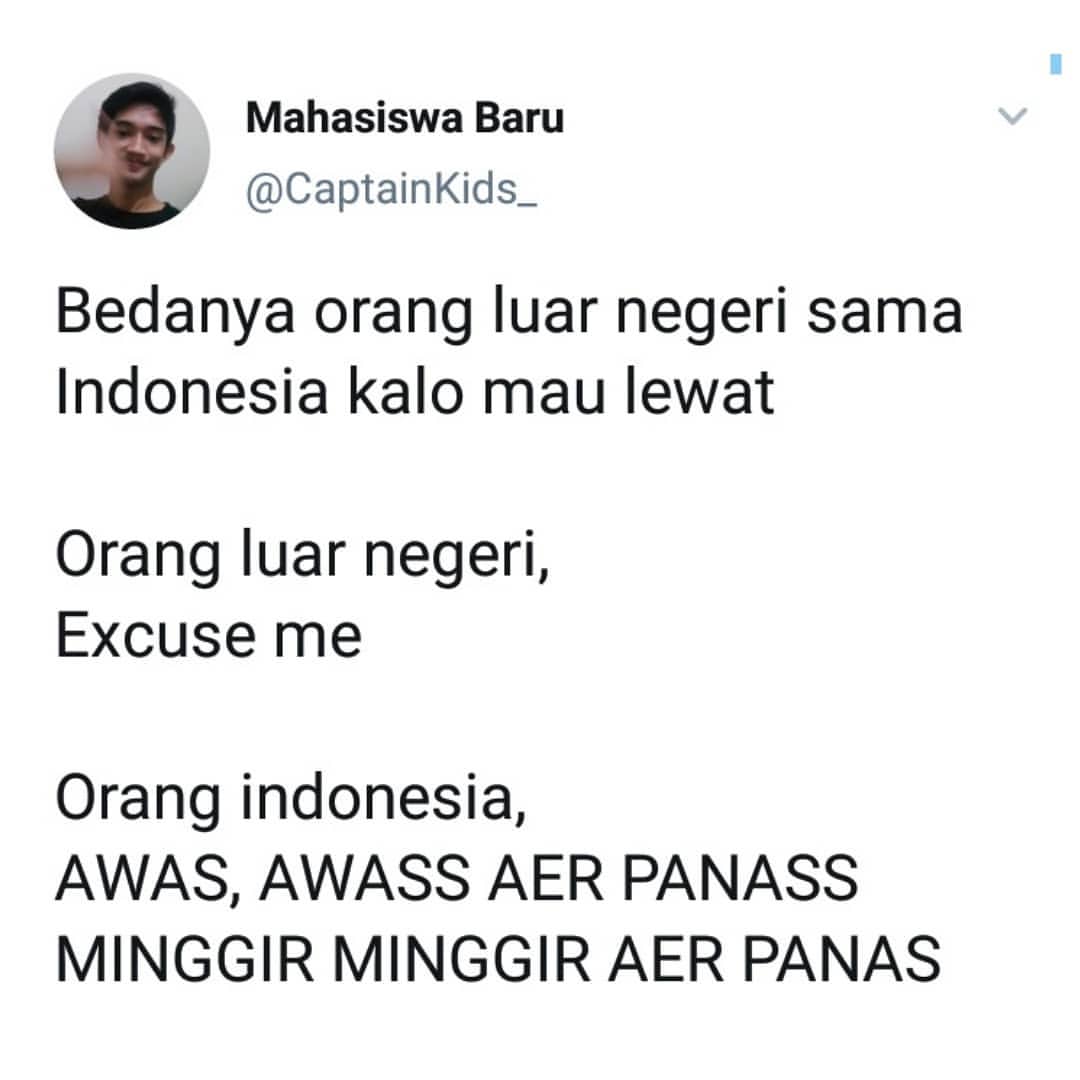 Mahasiswa Baru
@CaptainKids_
Bedanya orang luar negeri sama
Indonesia kalo mau lewat
Orang luar negeri,
Excuse me
Orang indonesia,
AWAS, AWASS AER PANASS
MINGGIR MINGGIR AER PANAS